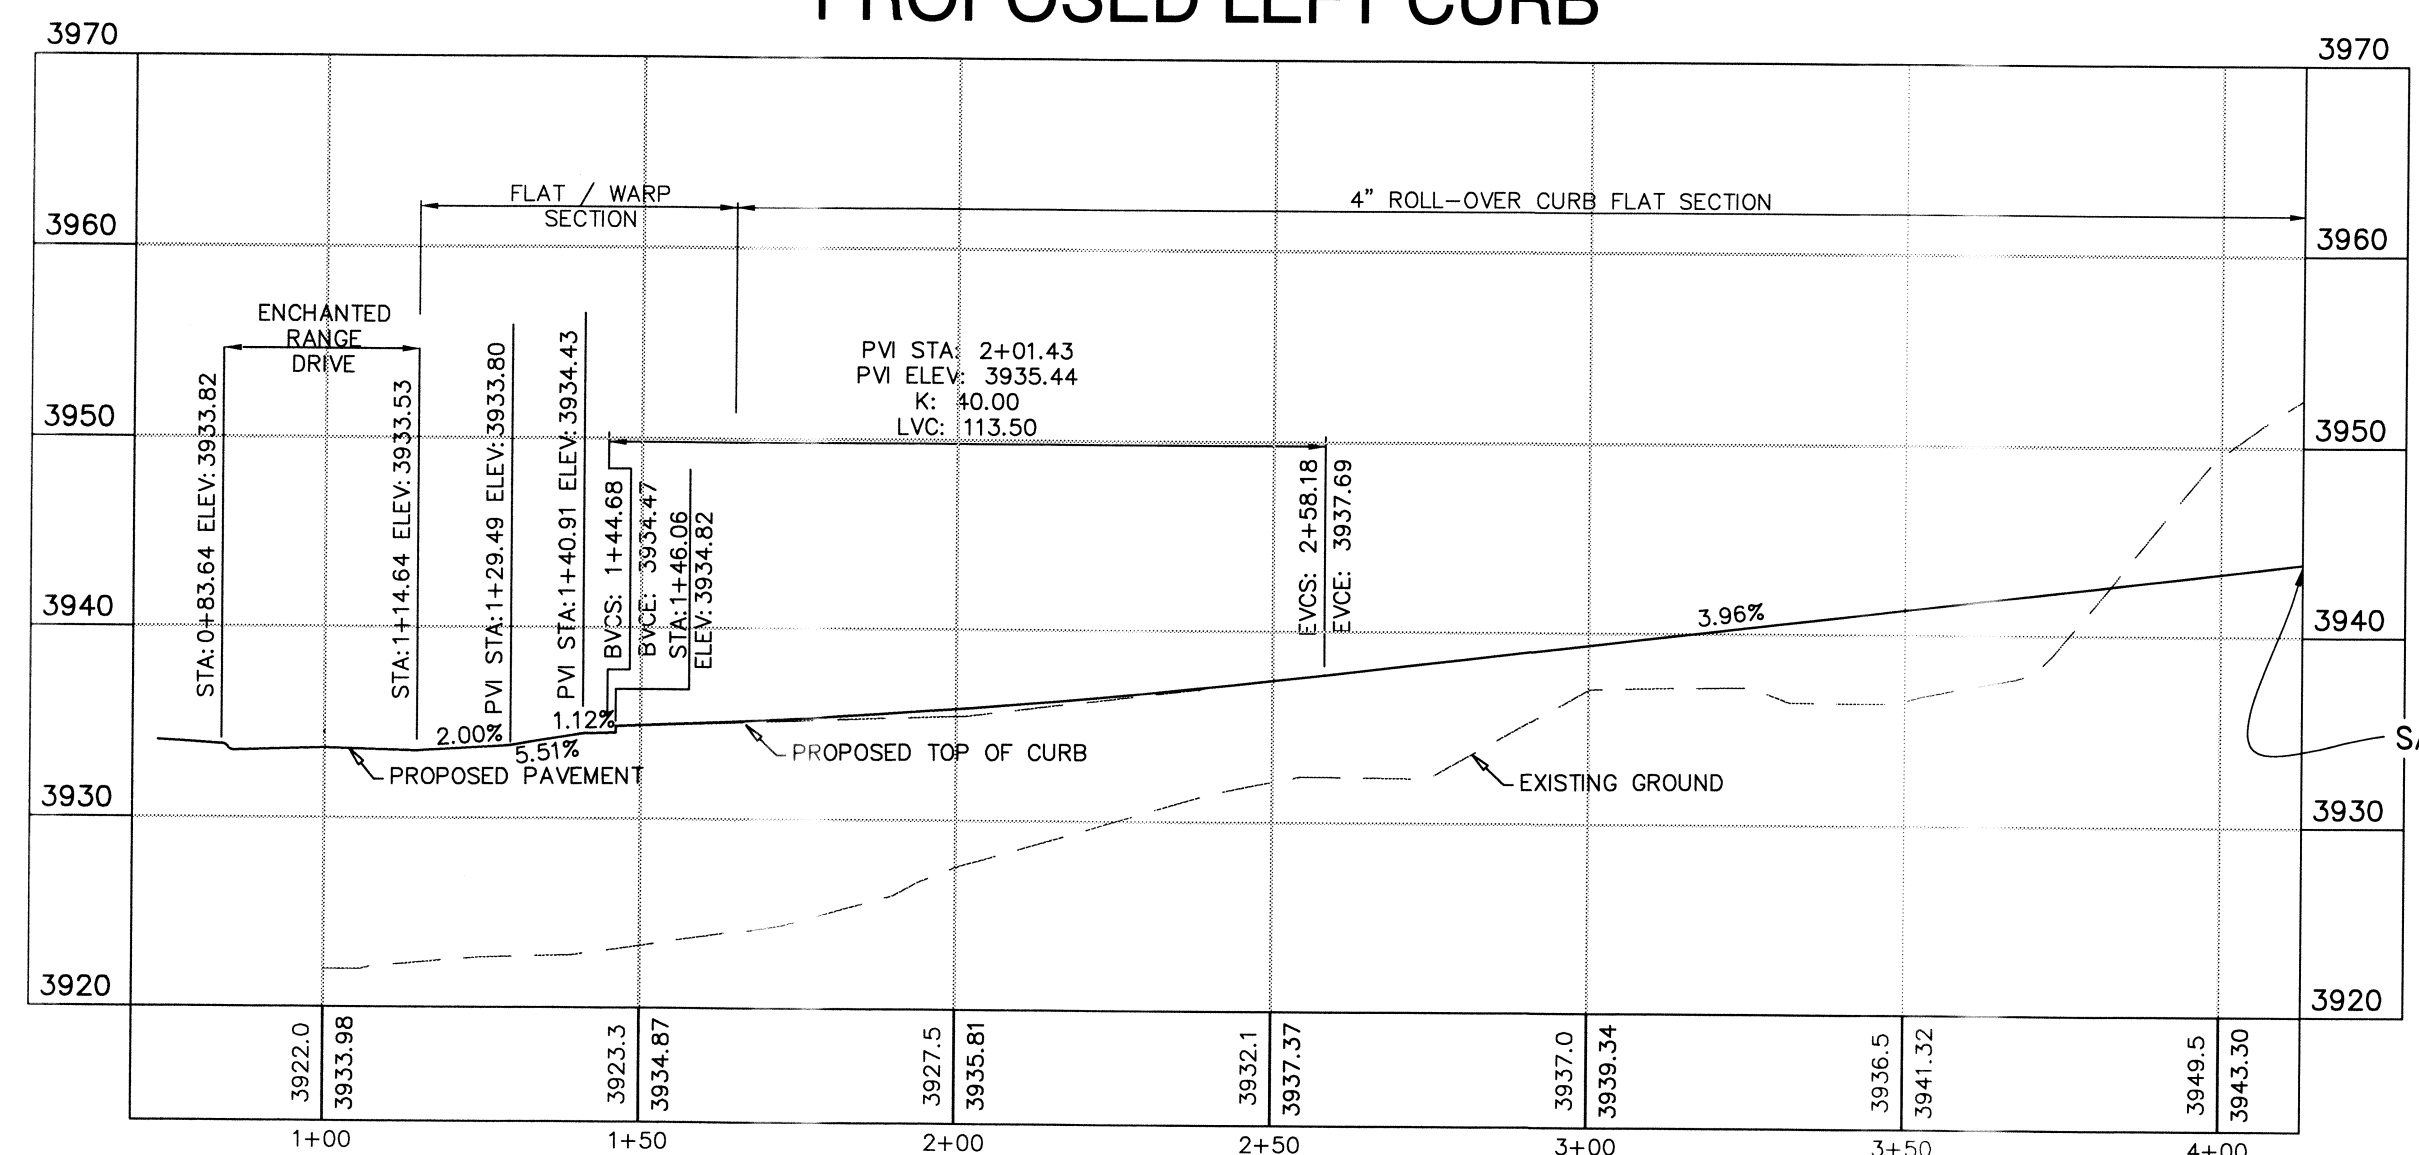 PROPOSED LEFT CURB
3970
3970
FLAT / WARP
SECTION
4" ROLL-OVER CURB FLAT SECTION
3960
3960
ENCHANTED
RANGE
DRIVE
PVI STA: 2+01.43
PVI ELEV: 3935.44
K: 40.00
LVC: 113.50
3950
3950
STA: 0+83.64 ELEV: 3933.82
STA: 1+14.64 ELEV: 3933.53
PVI STA: 1+29.49 ELEV: 3933.80
PVI STA: 1+40.91 ELEV: 3934.43
BVCS: 1+44.68
BVCE: 3934.47
STA: 1+46.06
ELEV: 3934.82
EVCS: 2+58.18
EVCE: 3937.69
3940
3940
3.96%
2.00%
5.51%
1.12%
PROPOSED TOP OF CURB
PROPOSED PAVEMENT
EXISTING GROUND
SA
3930
3930
3920
3920
3922.0
3933.98
3923.3
3934.87
3927.5
3935.81
3932.1
3937.37
3937.0
3939.34
3936.5
3941.32
3949.5
3943.30
1+00
1+50
2+00
2+50
3+00
3+50
4+00